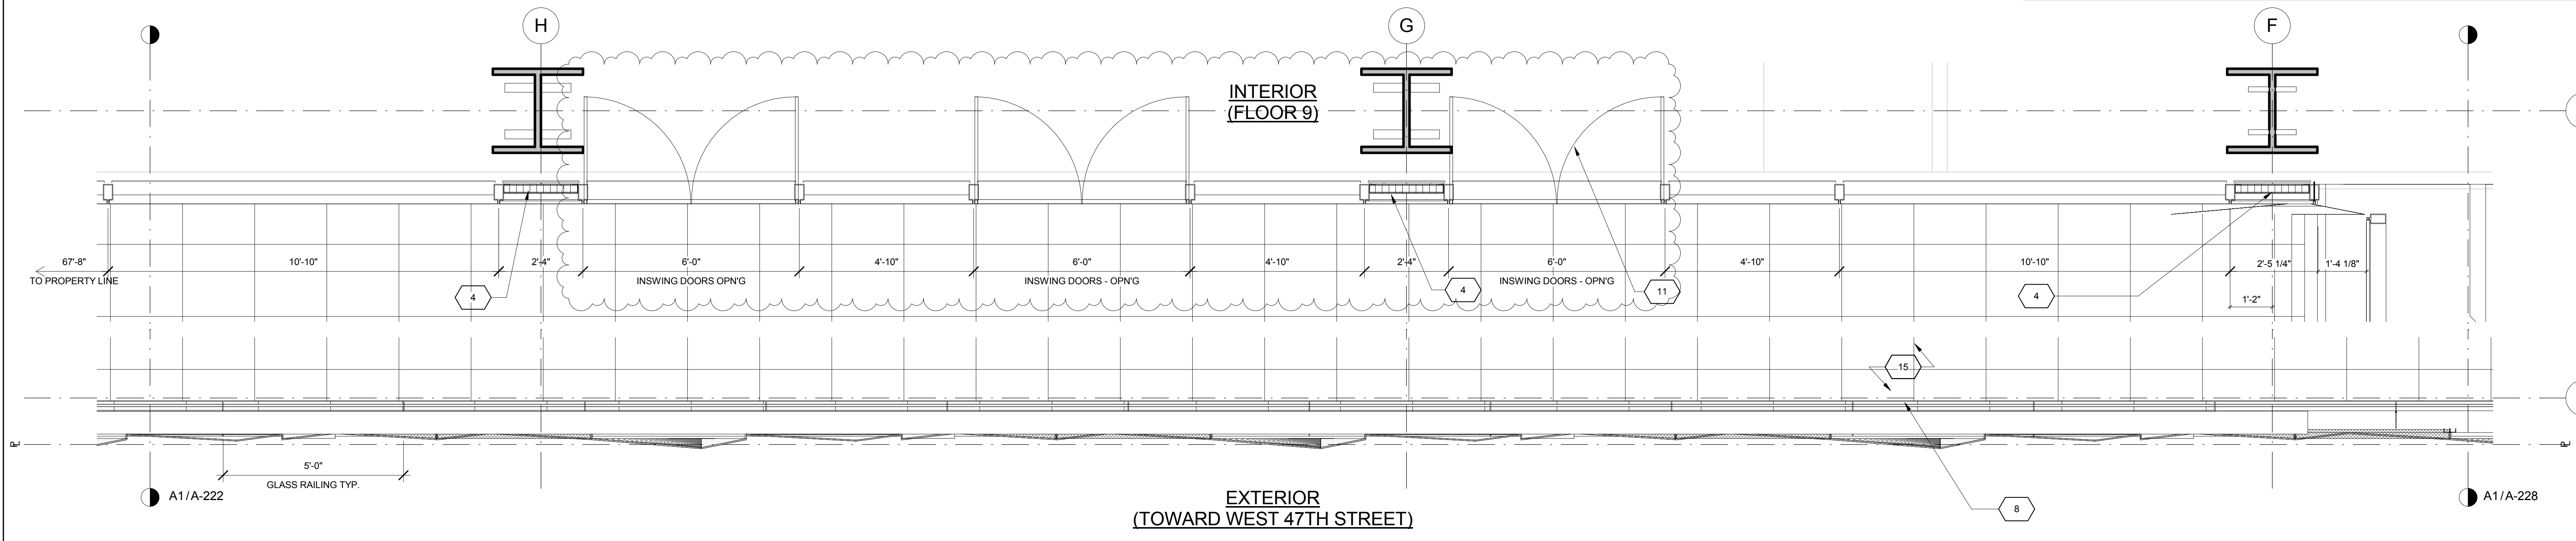 H
G
F
INTERIOR
(FLOOR 9)
67'-8"
10'-10"
2'-4"
6'-0"
4'-10"
6'-0"
4'-10"
2'-4"
6'-0"
4'-10"
10'-10"
2'-5 1/4"
1'-4 1/8"
TO PROPERTY LINE
INSWING DOORS OPN'G
INSWING DOORS - OPN'G
INSWING DOORS - OPN'G
4
4
11
4
1'-2"
15
PL
PL
5'-0"
GLASS RAILING TYP.
A1/A-222
EXTERIOR
(TOWARD WEST 47TH STREET)
8
A1/A-228